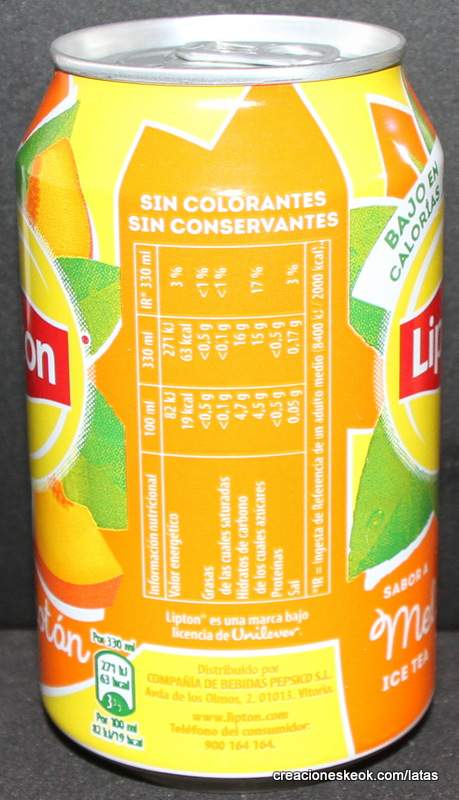 SIN COLORANTES
SIN CONSERVANTES
Información nutricional 100 ml 330 ml IR* 330 ml
Valor energético 82 kJ 271 kJ 3 %
19 kcal 63 kcal
Grasas <0,5 g <0,5 g <1 %
de las cuales saturadas <0,1 g <0,1 g <1 %
Hidratos de carbono 4,7 g 16 g
de los cuales azúcares 4,5 g 15 g 17 %
Proteínas <0,5 g <0,5 g
Sal 0,05 g 0,17 g 3 %
*IR = Ingesta de Referencia de un adulto medio (8400 kJ / 2000 kcal).
Lipton® es una marca bajo
licencia de Unilever.
Distribuido por
COMPAÑÍA DE BEBIDAS PEPSICO S.L.
Avda de los Olmos, 2. 01013. Vitoria.
www.lipton.com
Teléfono del consumidor:
900 164 164.
Por 330 ml
271 kJ
63 kcal
3%
Por 100 ml
82 kJ/19 kcal
ton
otón
BAJO EN
CALORÍAS
Lip
SABOR A
Mel
ICE TEA
creacioneskeok.com/latas